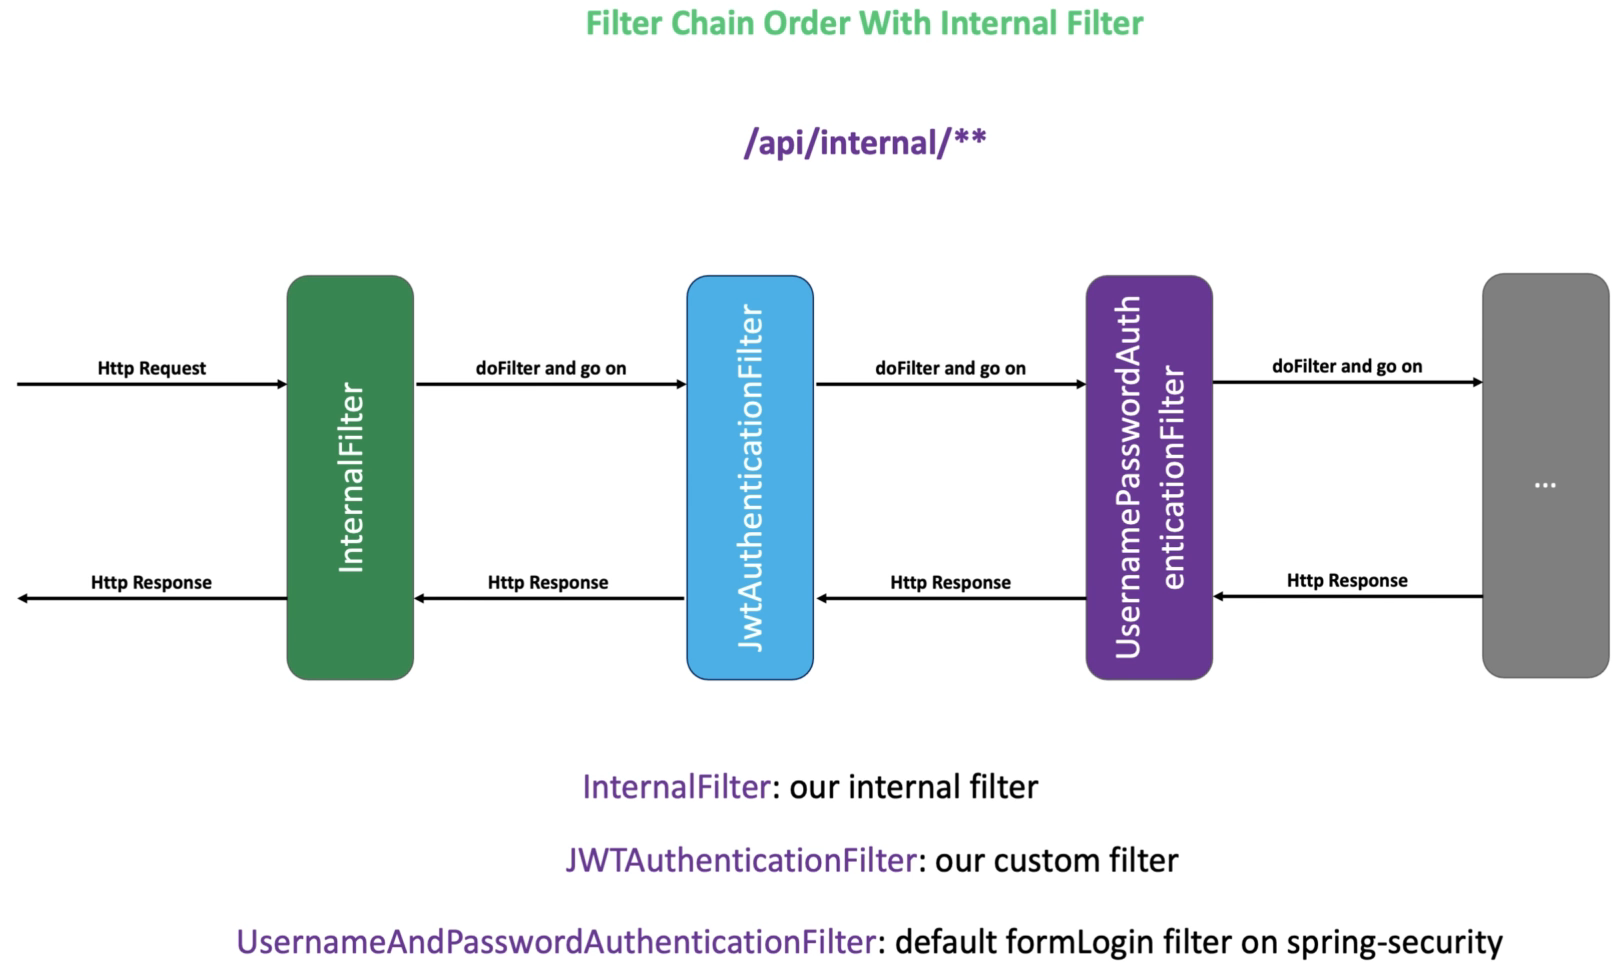 Filter Chain Order With Internal Filter
/api/internal/**
Http Request
doFilter and go on
doFilter and go on
doFilter and go on
InternalFilter
JwtAuthenticationFilter
UsernamePasswordAuth
enticationFilter
...
Http Response
Http Response
Http Response
Http Response
InternalFilter: our internal filter
JWTAuthenticationFilter: our custom filter
UsernameAndPasswordAuthenticationFilter: default formLogin filter on spring-security